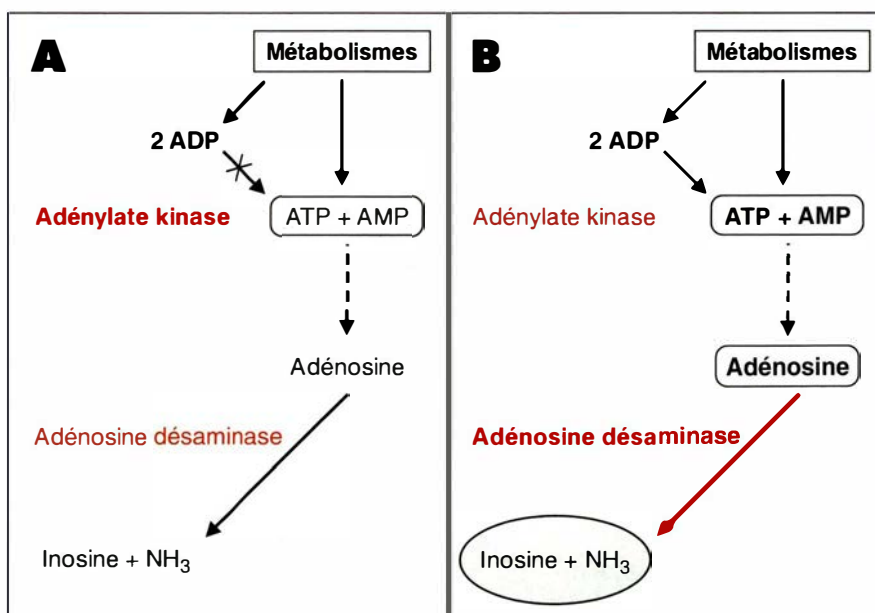 A
Métabolismes
2 ADP
Adénylate kinase
ATP + AMP
Adénosine
Adénosine désaminase
Inosine + NH3
B
Métabolismes
2 ADP
Adénylate kinase
ATP + AMP
Adénosine
Adénosine désaminase
Inosine + NH3